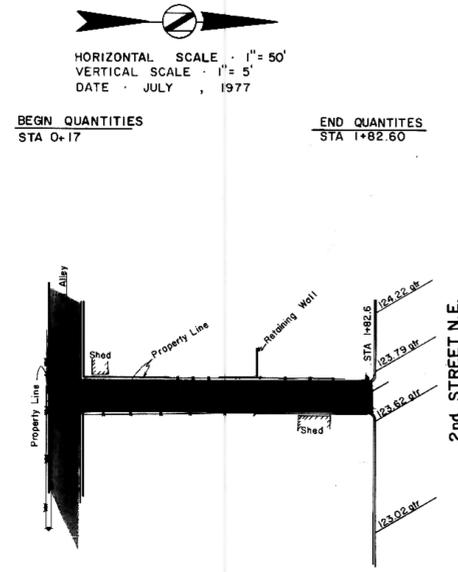 HORIZONTAL SCALE · 1"= 50'
VERTICAL SCALE · 1"= 5'
DATE · JULY , 1977
BEGIN QUANTITIES
STA 0+17
END QUANTITES
STA 1+82.60
Alley
Property Line
Shed
Property Line
Retaining Wall
STA 1+82.6
124.22 gtr
123.79 gtr
123.62 gtr
123.02 gtr
Shed
2nd. STREET N.E.